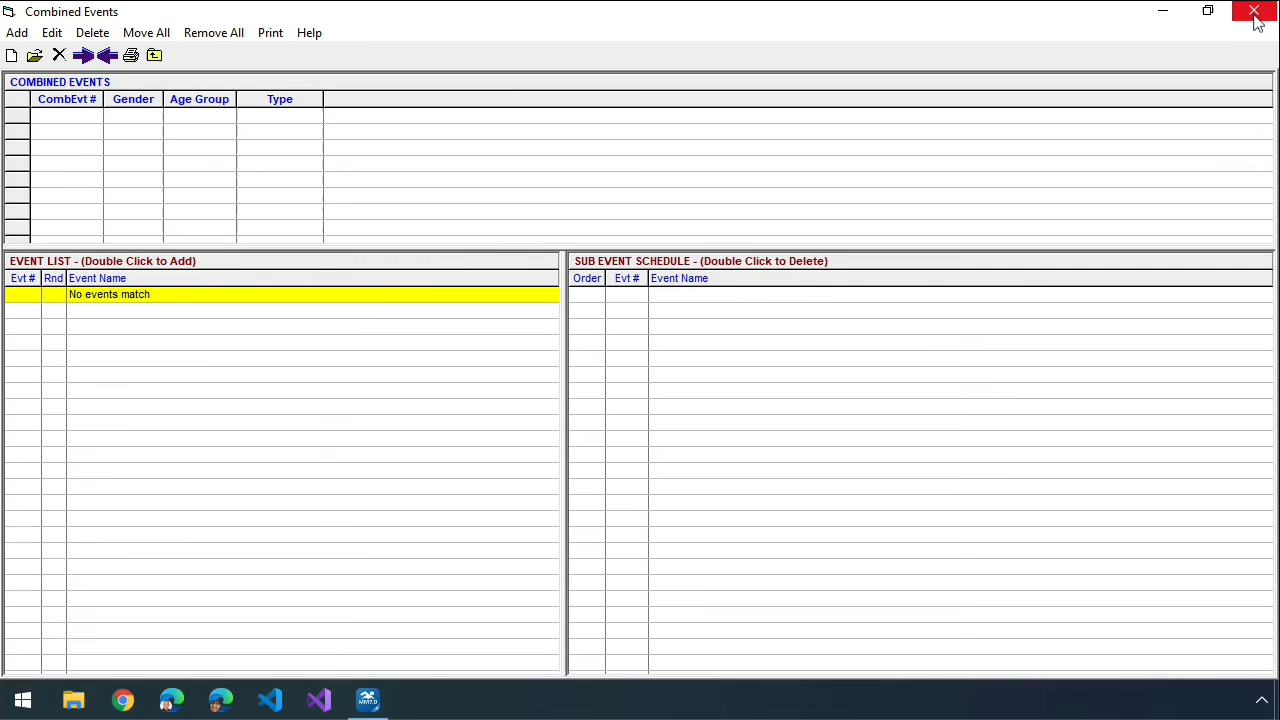 Combined Events
Add Edit Delete Move All Remove All Print Help
COMBINED EVENTS
CombEvt # Gender Age Group Type
EVENT LIST - (Double Click to Add)
Evt # Rnd Event Name
No events match
SUB EVENT SCHEDULE - (Double Click to Delete)
Order Evt # Event Name